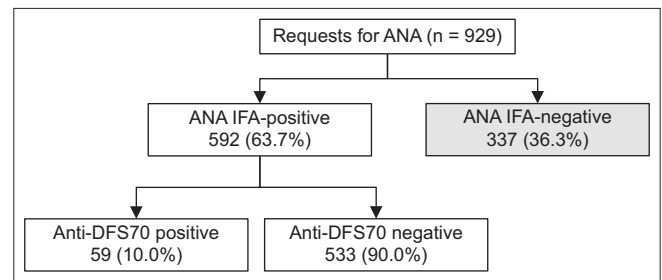 Requests for ANA (n = 929)
ANA IFA-positive
592 (63.7%)
ANA IFA-negative
337 (36.3%)
Anti-DFS70 positive
59 (10.0%)
Anti-DFS70 negative
533 (90.0%)